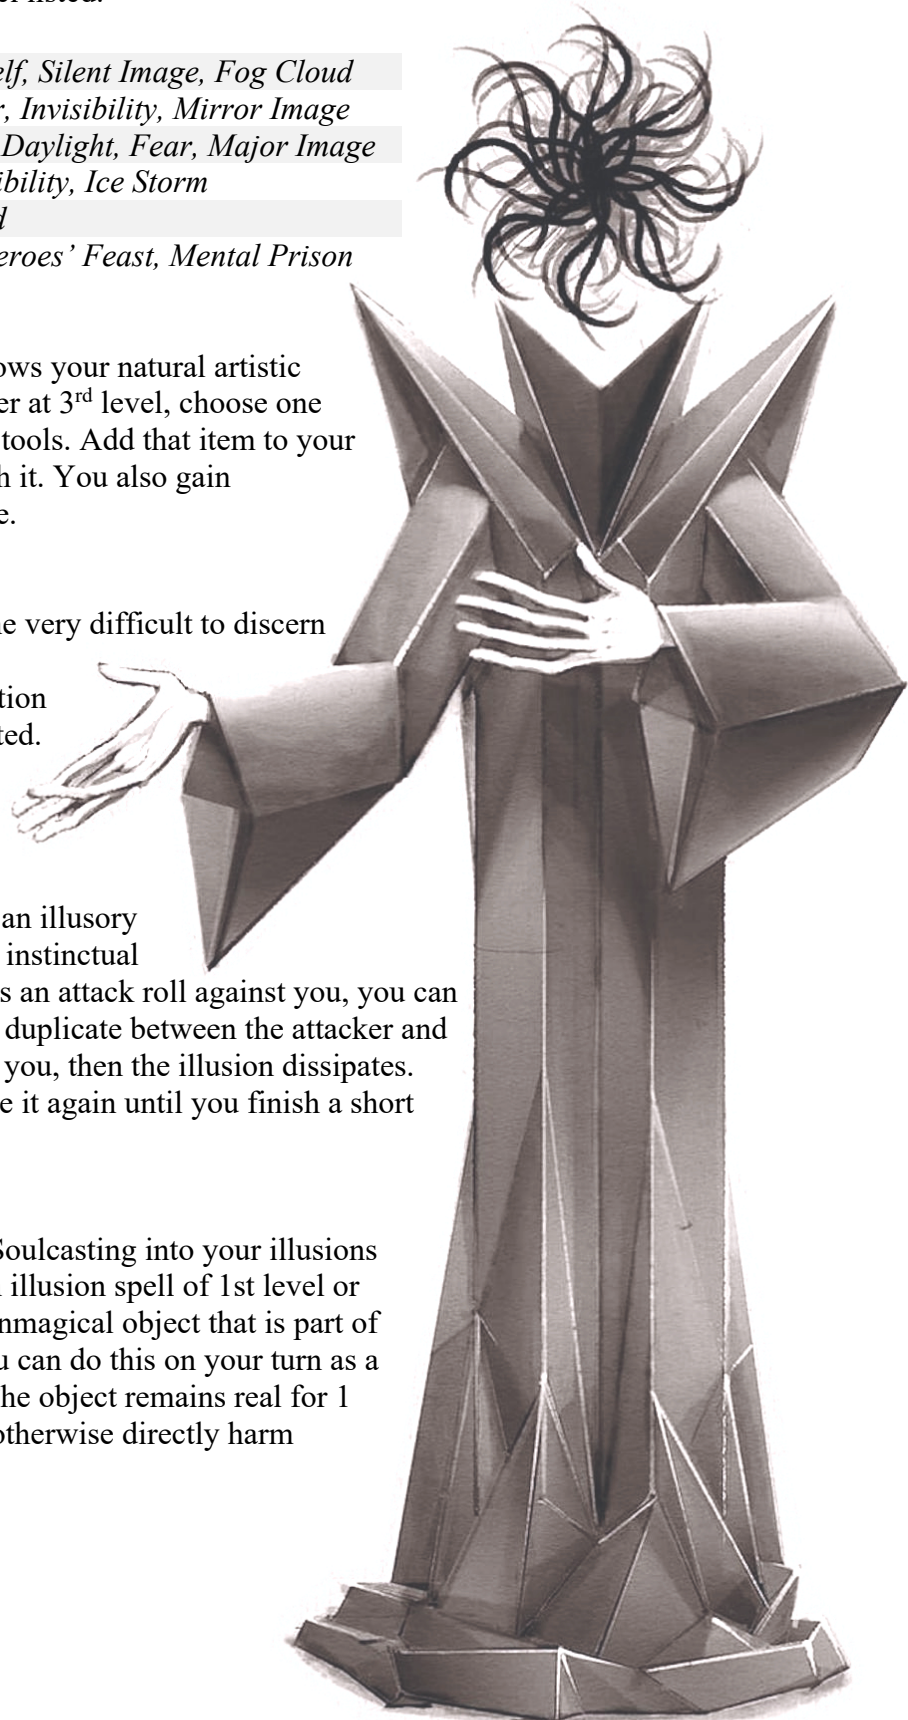 elf, Silent Image, Fog Cloud
r, Invisibility, Mirror Image
Daylight, Fear, Major Image
ibility, Ice Storm
d
eroes’ Feast, Mental Prison
ows your natural artistic
er at 3rd level, choose one
tools. Add that item to your
h it. You also gain
e.
ne very difficult to discern
tion
ted.
an illusory
instinctual
s an attack roll against you, you can
duplicate between the attacker and
you, then the illusion dissipates.
e it again until you finish a short
Soulcasting into your illusions
illusion spell of 1st level or
nmagical object that is part of
u can do this on your turn as a
he object remains real for 1
otherwise directly harm